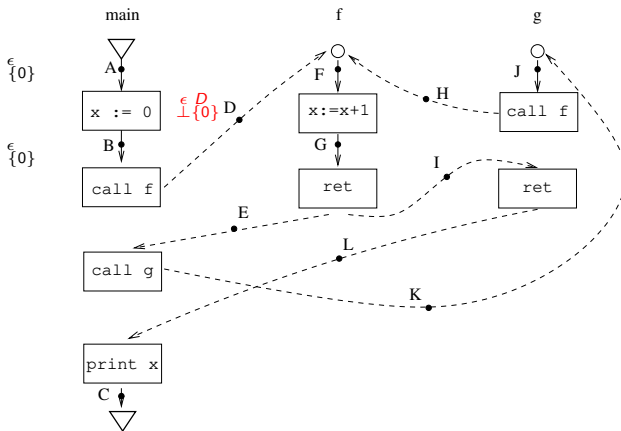 main f g
ϵ
{0}
A F J H
x := 0
ϵ D
⊥{0}
D
x:=x+1
call f
ϵ
{0}
B G I
call f
ret
ret
E L
call g
K
print x
C